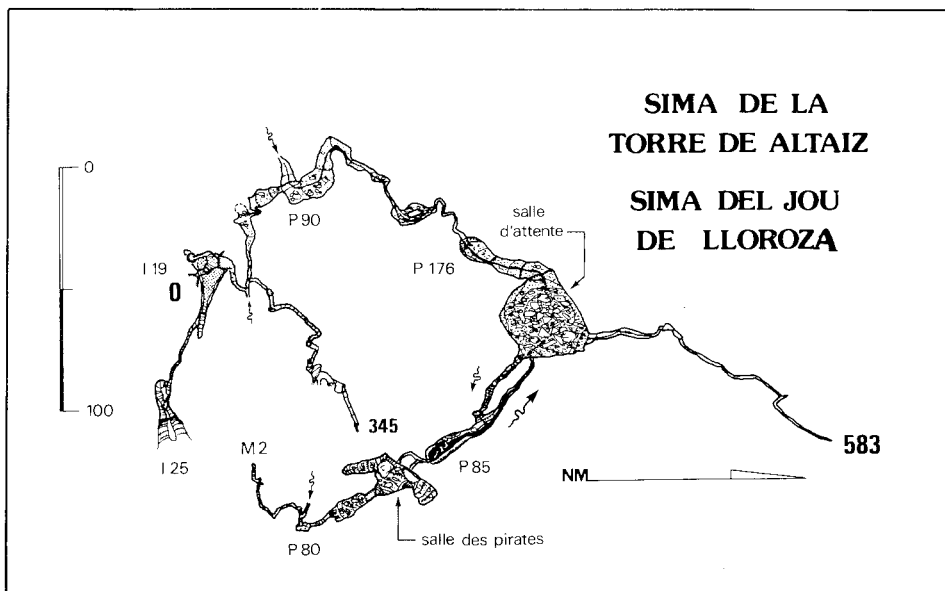 SIMA DE LA
TORRE DE ALTAIZ
SIMA DEL JOU
DE LLOROZA
0
P 90
salle
d'attente
I 19
P 176
0
100
345
583
M 2
I 25
P 85
NM
P 80
salle des pirates